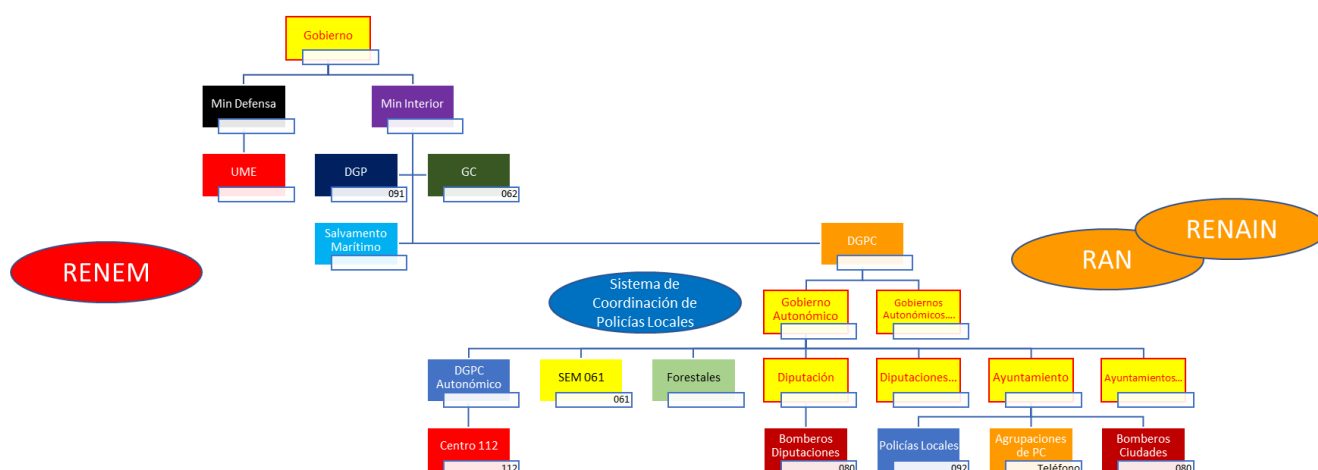 Gobierno
Min Defensa
Min Interior
UME
DGP
091
GC
062
Salvamento
Marítimo
DGPC
RENEM
RAN
RENAIN
Sistema de
Coordinación de
Policías Locales
Gobierno
Autonómico
Gobiernos
Autonómicos….
DGPC
Autonómico
SEM 061
061
Forestales
Diputación
Diputaciones…
Ayuntamiento
Ayuntamientos…
Centro 112
112
Bomberos
Diputaciones
080
Policías Locales
092
Agrupaciones
de PC
Teléfono
Bomberos
Ciudades
080